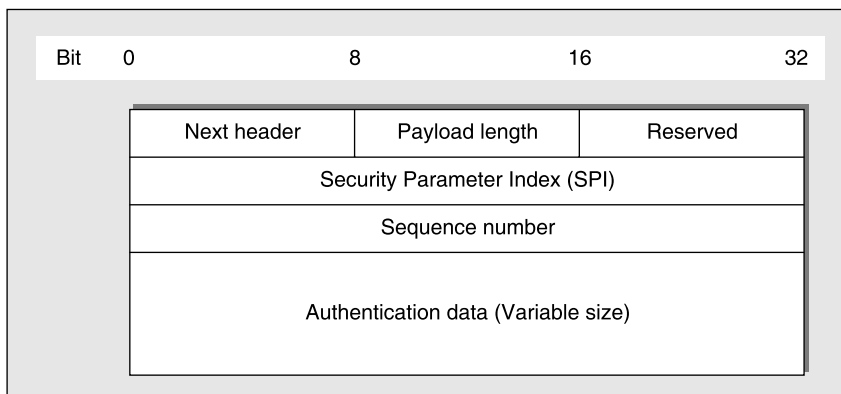 Bit 0 8 16 32
Next header Payload length Reserved
Security Parameter Index (SPI)
Sequence number
Authentication data (Variable size)